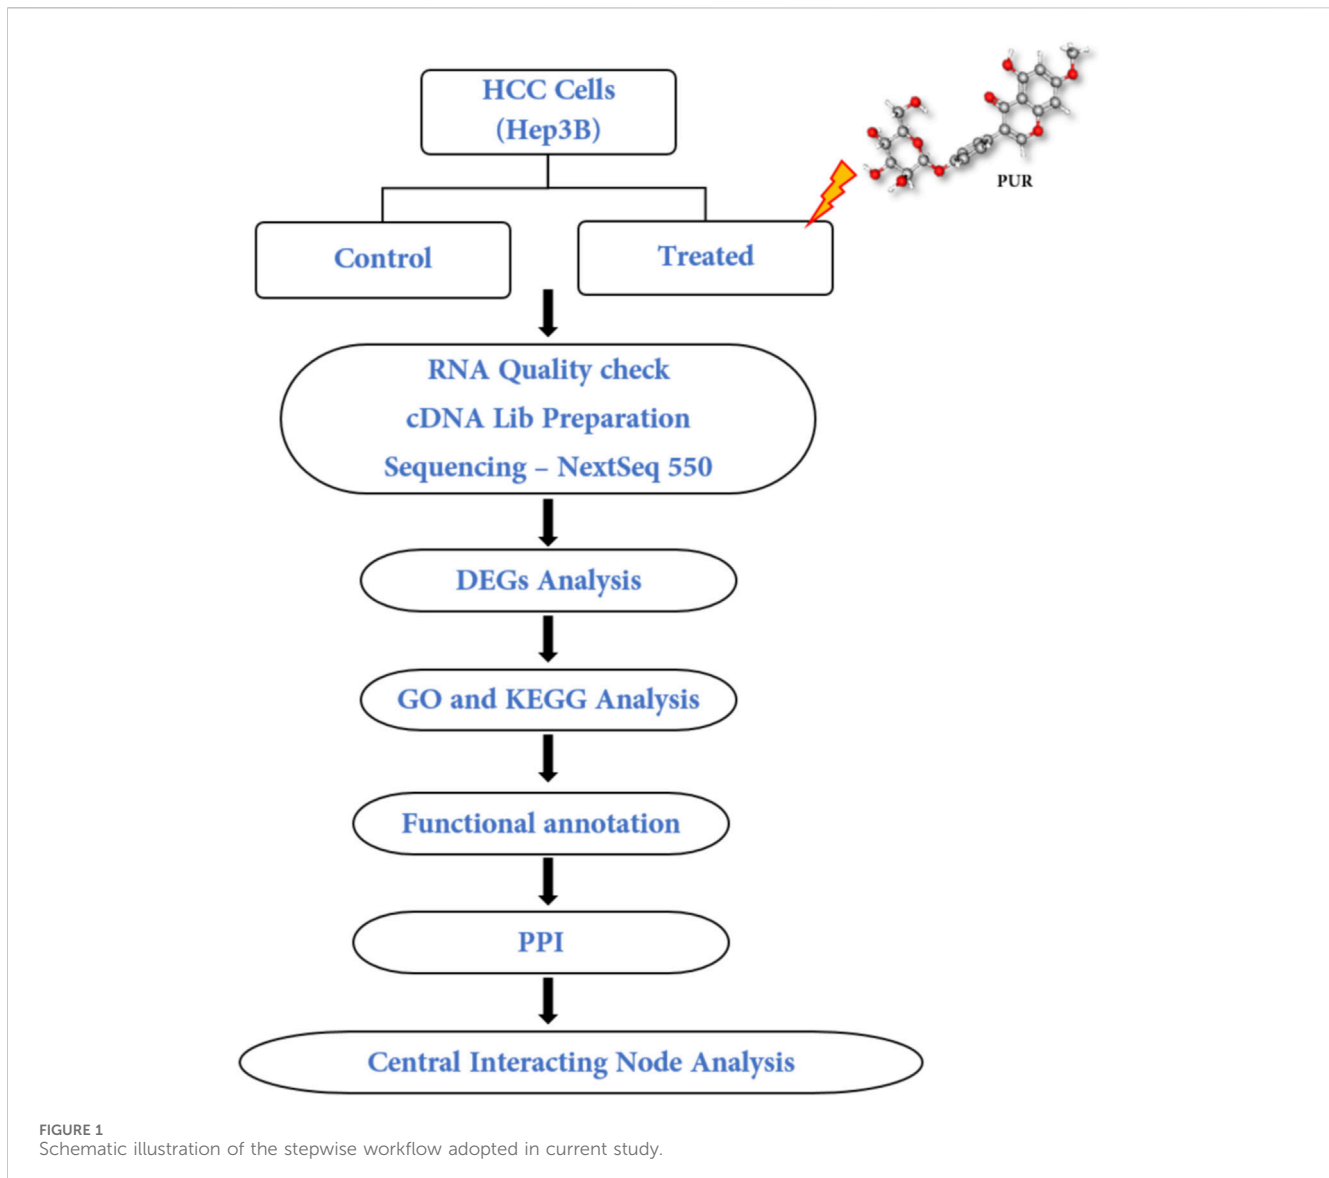 HCC Cells
(Hep3B)
PUR
Control
Treated
RNA Quality check
cDNA Lib Preparation
Sequencing – NextSeq 550
DEGs Analysis
GO and KEGG Analysis
Functional annotation
PPI
Central Interacting Node Analysis
FIGURE 1
Schematic illustration of the stepwise workflow adopted in current study.